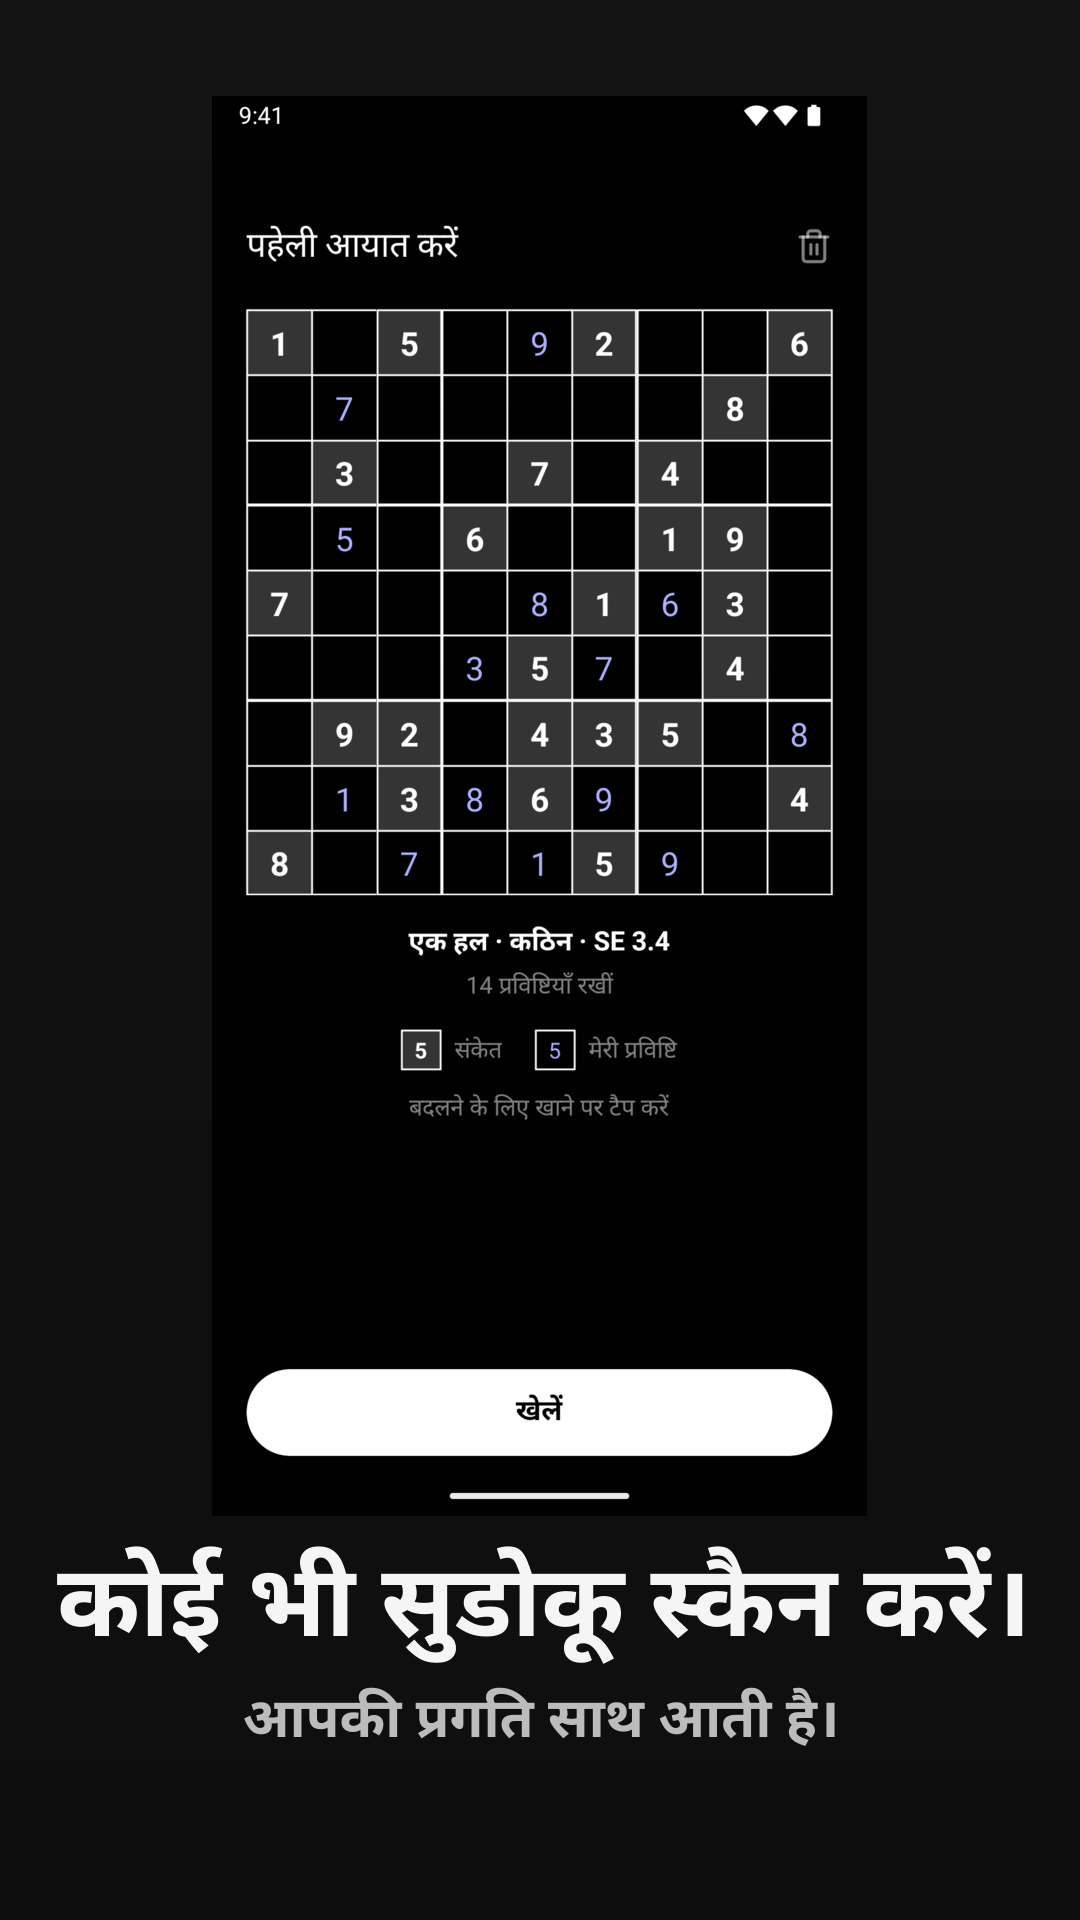 9:41
पहेली आयात करें
1 5 9 2 6
7 8
3 7 4
5 6 1 9
7 8 1 6 3
3 5 7 4
9 2 4 3 5 8
1 3 8 6 9 4
8 7 1 5 9
एक हल · कठिन · SE 3.4
14 प्रविष्टियाँ रखीं
5 संकेत 5 मेरी प्रविष्टि
बदलने के लिए खाने पर टैप करें
खेलें
कोई भी सुडोकू स्कैन करें।
आपकी प्रगति साथ आती है।